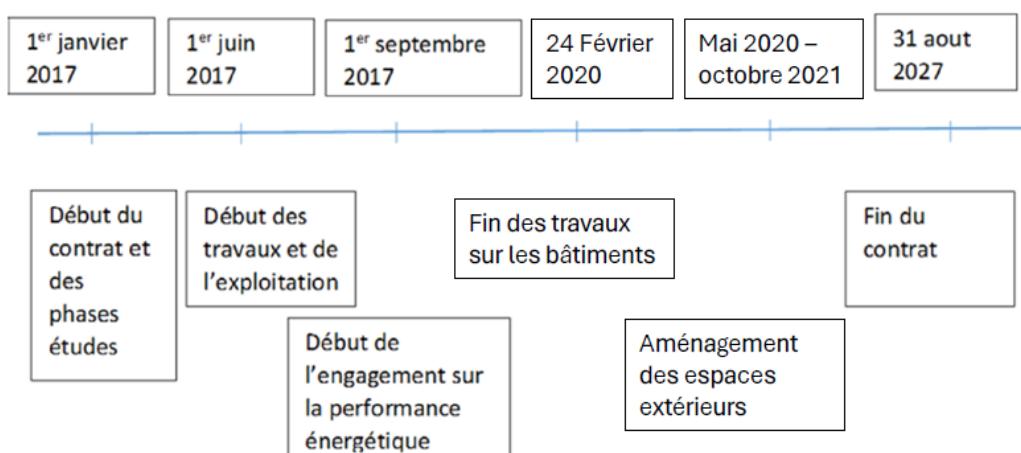 1er janvier
2017
1er juin
2017
1er septembre
2017
24 Février
2020
Mai 2020 –
octobre 2021
31 aout
2027
Début du
contrat et
des
phases
études
Début des
travaux et de
l'exploitation
Début de
l'engagement sur
la performance
énergétique
Fin des travaux
sur les bâtiments
Aménagement
des espaces
extérieurs
Fin du
contrat